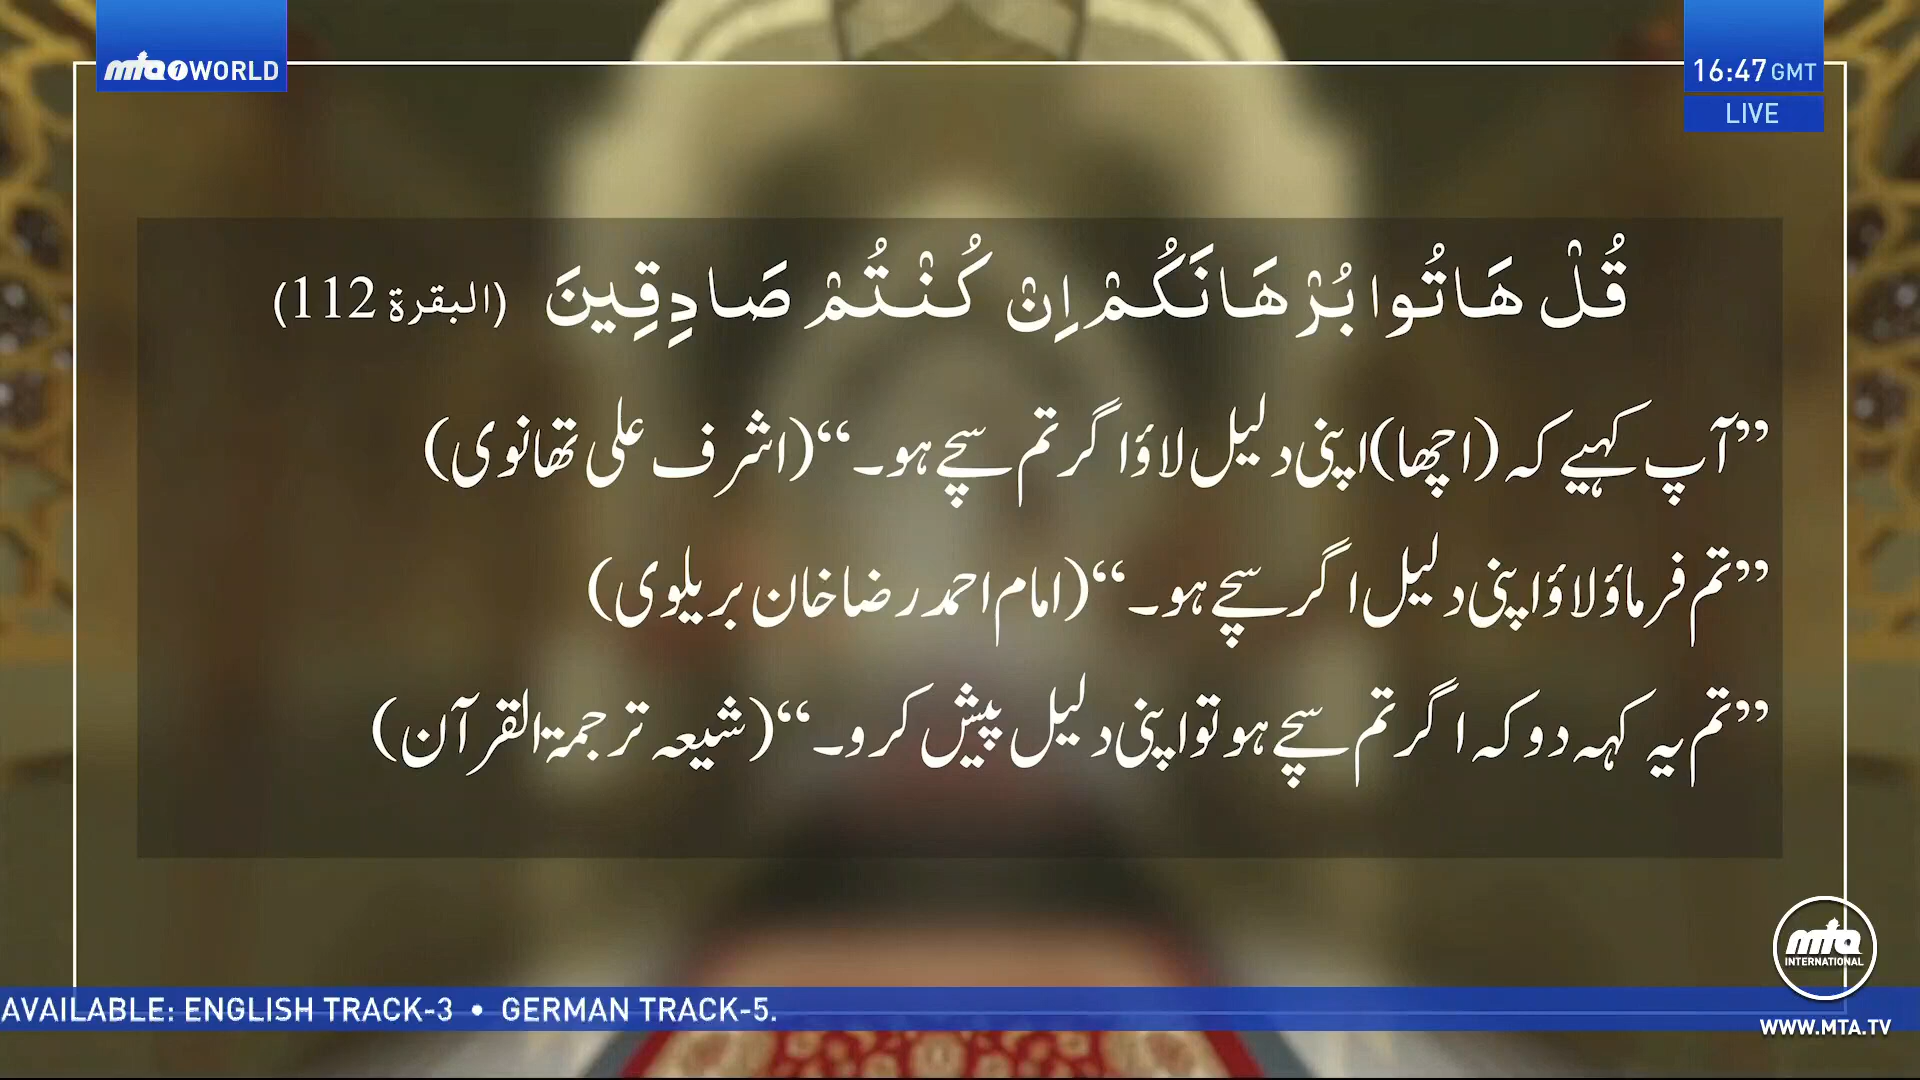 mta1 WORLD
16:47 GMT
LIVE
قُلْ هَاتُوا بُرْهَانَكُمْ اِنْ كُنْتُمْ صَادِقِينَ (البقرة 112)
”آپ کہیے کہ (اچھا) اپنی دلیل لاؤ اگر تم سچے ہو۔“ (اشرف علی تھانوی)
”تم فرماؤ لاؤ اپنی دلیل اگر سچے ہو۔“ (امام احمد رضا خان بریلوی)
”تم یہ کہہ دو کہ اگر تم سچے ہو تو اپنی دلیل پیش کرو۔“ (شیعہ ترجمۃ القرآن)
mta
INTERNATIONAL
AVAILABLE: ENGLISH TRACK-3 • GERMAN TRACK-5.
WWW.MTA.TV